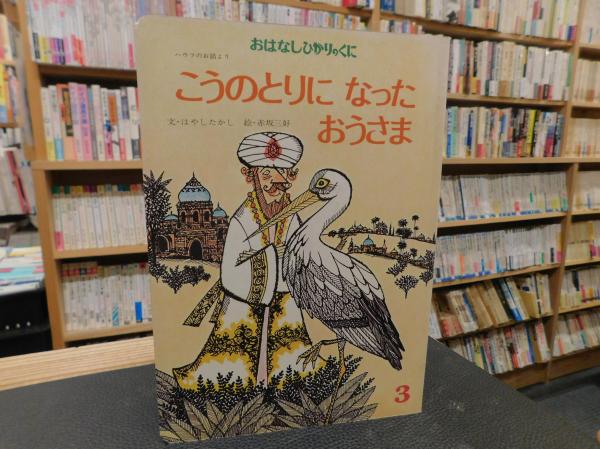 おはなしひかりのくに
ハウフのお話より
こうのとりに なった
おうさま
文・はやしたかし 絵・赤坂三好
3